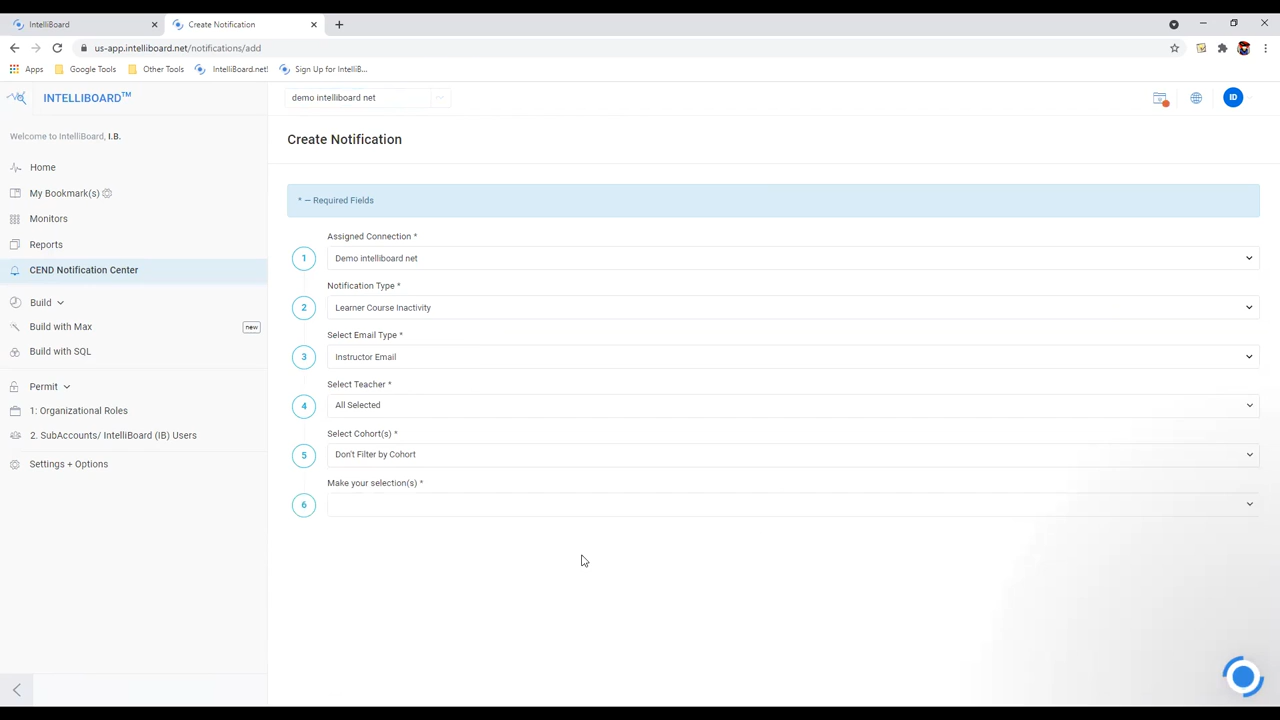 IntelliBoard
Create Notification
us-app.intelliboard.net/notifications/add
Apps
Google Tools
Other Tools
IntelliBoard.net!
Sign Up for IntelliB...
INTELLIBOARD™
demo intelliboard net
ID
Welcome to IntelliBoard, I.B.
Create Notification
Home
My Bookmark(s)
Monitors
Reports
CEND Notification Center
Build
Build with Max
new
Build with SQL
Permit
1: Organizational Roles
2. SubAccounts/ IntelliBoard (IB) Users
Settings + Options
* — Required Fields
Assigned Connection *
1
Demo intelliboard net
Notification Type *
2
Learner Course Inactivity
Select Email Type *
3
Instructor Email
Select Teacher *
4
All Selected
Select Cohort(s) *
5
Don't Filter by Cohort
Make your selection(s) *
6